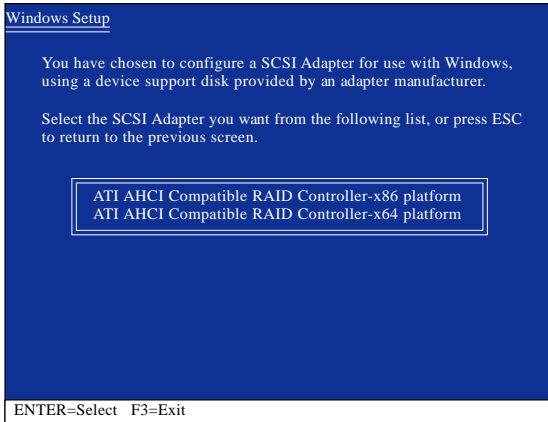 Windows Setup
You have chosen to configure a SCSI Adapter for use with Windows,
using a device support disk provided by an adapter manufacturer.
Select the SCSI Adapter you want from the following list, or press ESC
to return to the previous screen.
ATI AHCI Compatible RAID Controller-x86 platform
ATI AHCI Compatible RAID Controller-x64 platform
ENTER=Select F3=Exit